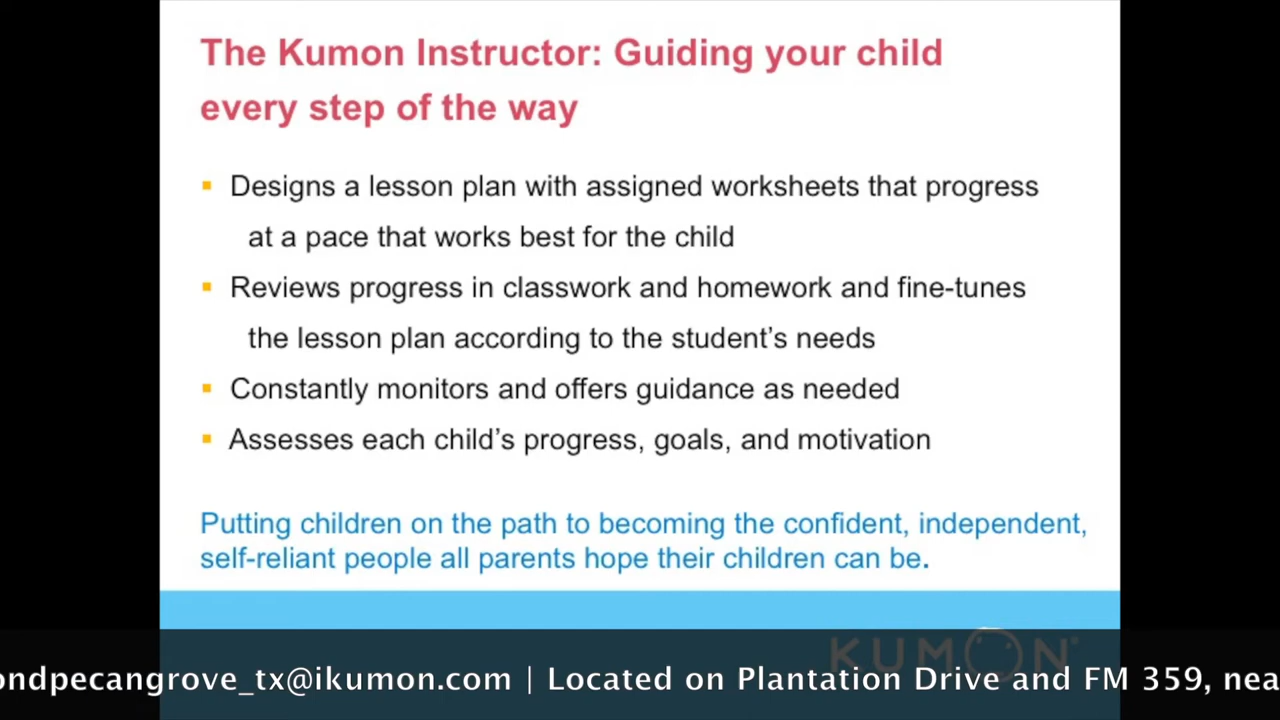 The Kumon Instructor: Guiding your child
every step of the way
▪ Designs a lesson plan with assigned worksheets that progress
at a pace that works best for the child
▪ Reviews progress in classwork and homework and fine-tunes
the lesson plan according to the student’s needs
▪ Constantly monitors and offers guidance as needed
▪ Assesses each child’s progress, goals, and motivation
Putting children on the path to becoming the confident, independent,
self-reliant people all parents hope their children can be.
KUMON®
ondpecangrove_tx@ikumon.com | Located on Plantation Drive and FM 359, nea